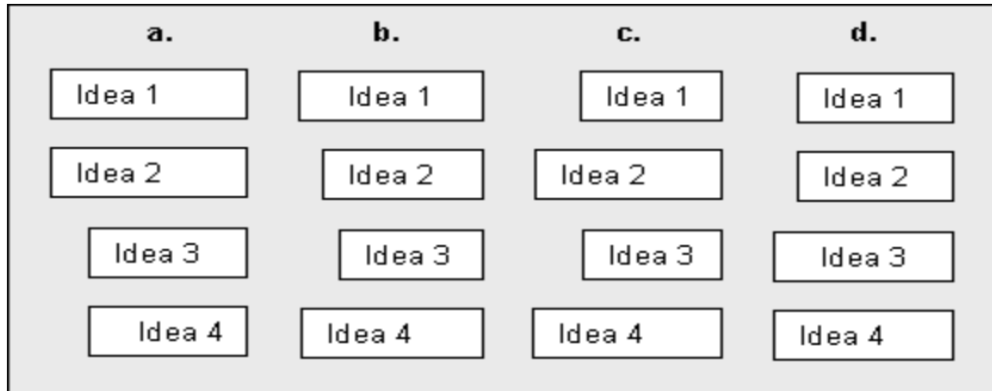 a. b. c. d.
Idea 1 Idea 1 Idea 1 Idea 1
Idea 2 Idea 2 Idea 2 Idea 2
Idea 3 Idea 3 Idea 3 Idea 3
Idea 4 Idea 4 Idea 4 Idea 4